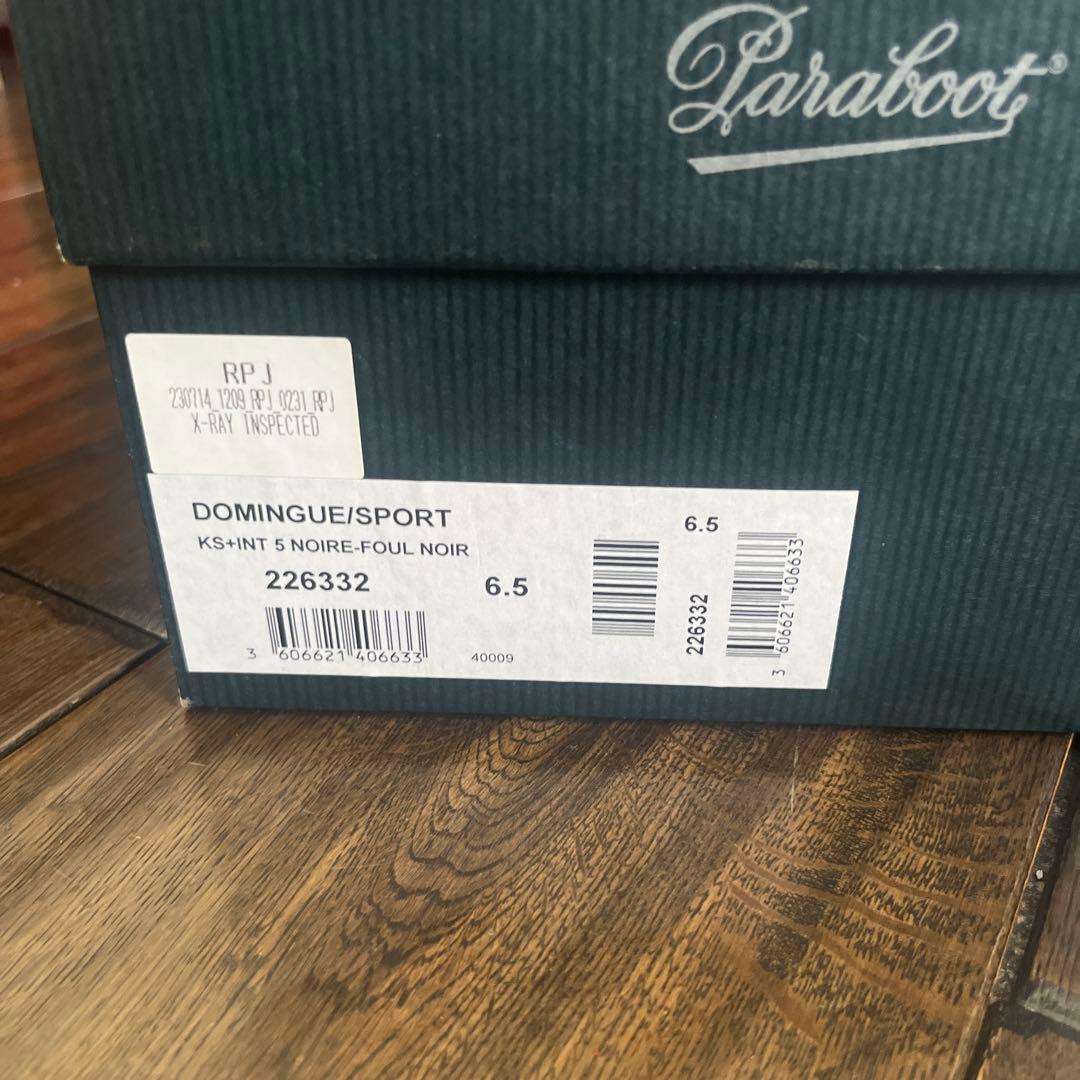 Paraboot®
RPJ
230714_1209_RPJ_0231_RPJ
X-RAY INSPECTED
DOMINGUE/SPORT
KS+INT 5 NOIRE-FOUL NOIR
226332
6.5
3 606621 406633
40009
6.5
226332
3 606621 406633